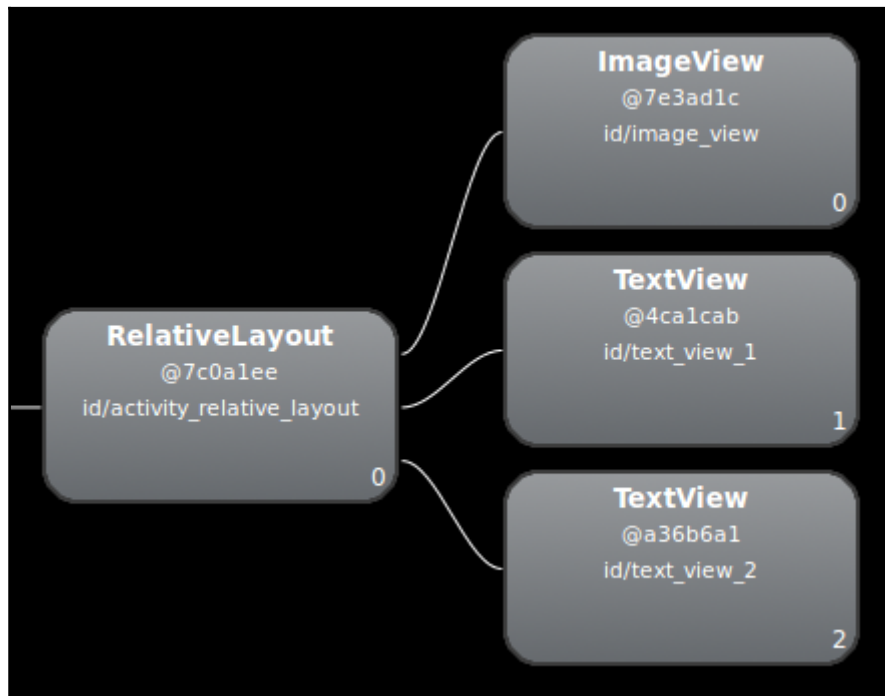 ImageView
@7e3ad1c
id/image_view
0
RelativeLayout
@7c0a1ee
id/activity_relative_layout
0
TextView
@4ca1cab
id/text_view_1
1
TextView
@a36b6a1
id/text_view_2
2